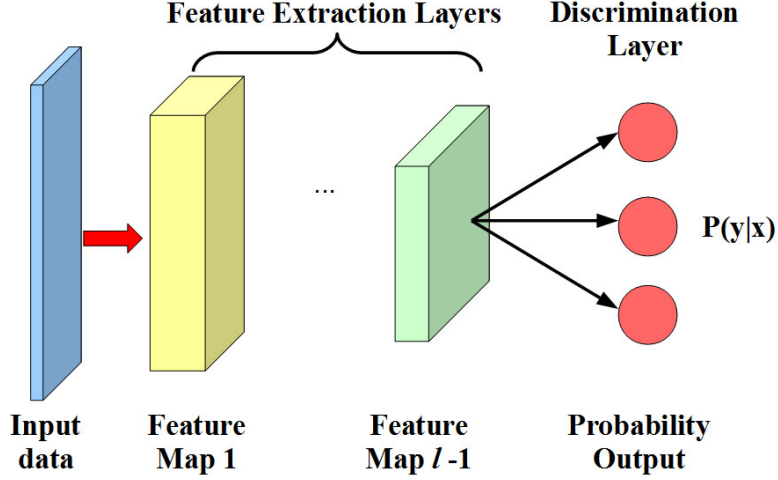 Feature Extraction Layers
Discrimination
Layer
...
P(y|x)
Input
data
Feature
Map 1
Feature
Map l -1
Probability
Output